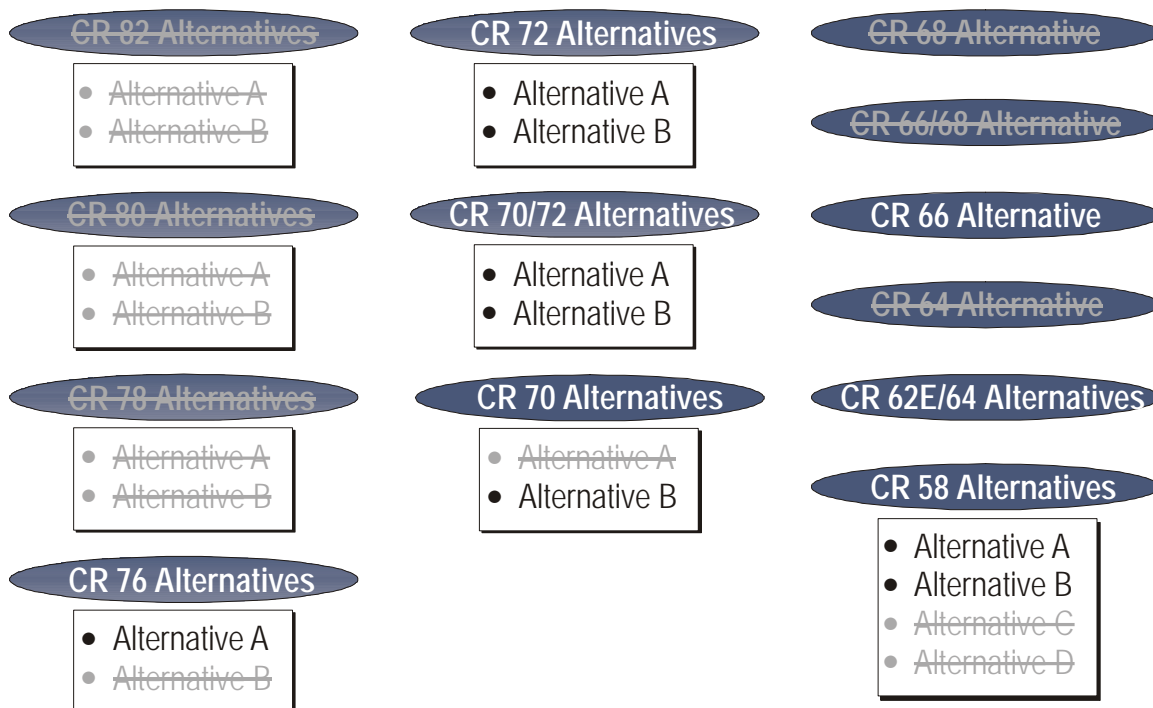 CR 82 Alternatives
• Alternative A
• Alternative B
CR 80 Alternatives
• Alternative A
• Alternative B
CR 78 Alternatives
• Alternative A
• Alternative B
CR 76 Alternatives
• Alternative A
• Alternative B
CR 72 Alternatives
• Alternative A
• Alternative B
CR 70/72 Alternatives
• Alternative A
• Alternative B
CR 70 Alternatives
• Alternative A
• Alternative B
CR 68 Alternative
CR 66/68 Alternative
CR 66 Alternative
CR 64 Alternative
CR 62E/64 Alternatives
CR 58 Alternatives
• Alternative A
• Alternative B
• Alternative C
• Alternative D